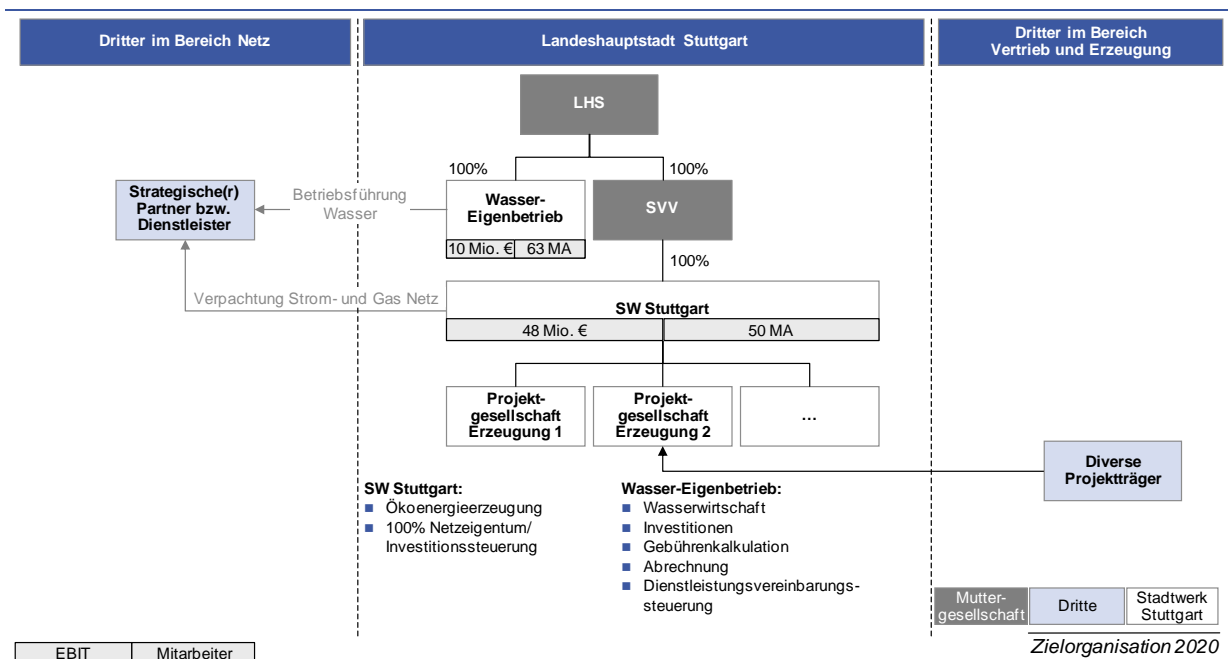 Dritter im Bereich Netz
Landeshauptstadt Stuttgart
Dritter im Bereich
Vertrieb und Erzeugung
LHS
100%
100%
Strategische(r)
Partner bzw.
Dienstleister
Betriebsführung
Wasser
Wasser-
Eigenbetrieb
10 Mio. €
63 MA
SVV
100%
Verpachtung Strom- und Gas Netz
SW Stuttgart
48 Mio. €
50 MA
Projekt-
gesellschaft
Erzeugung 1
Projekt-
gesellschaft
Erzeugung 2
...
Diverse
Projektträger
SW Stuttgart:
Ökoenergieerzeugung
100% Netzeigentum/
Investitionssteuerung
Wasser-Eigenbetrieb:
Wasserwirtschaft
Investitionen
Gebührenkalkulation
Abrechnung
Dienstleistungsvereinbarungs-
steuerung
Mutter-
gesellschaft
Dritte
Stadtwerk
Stuttgart
Zielorganisation 2020
EBIT
Mitarbeiter